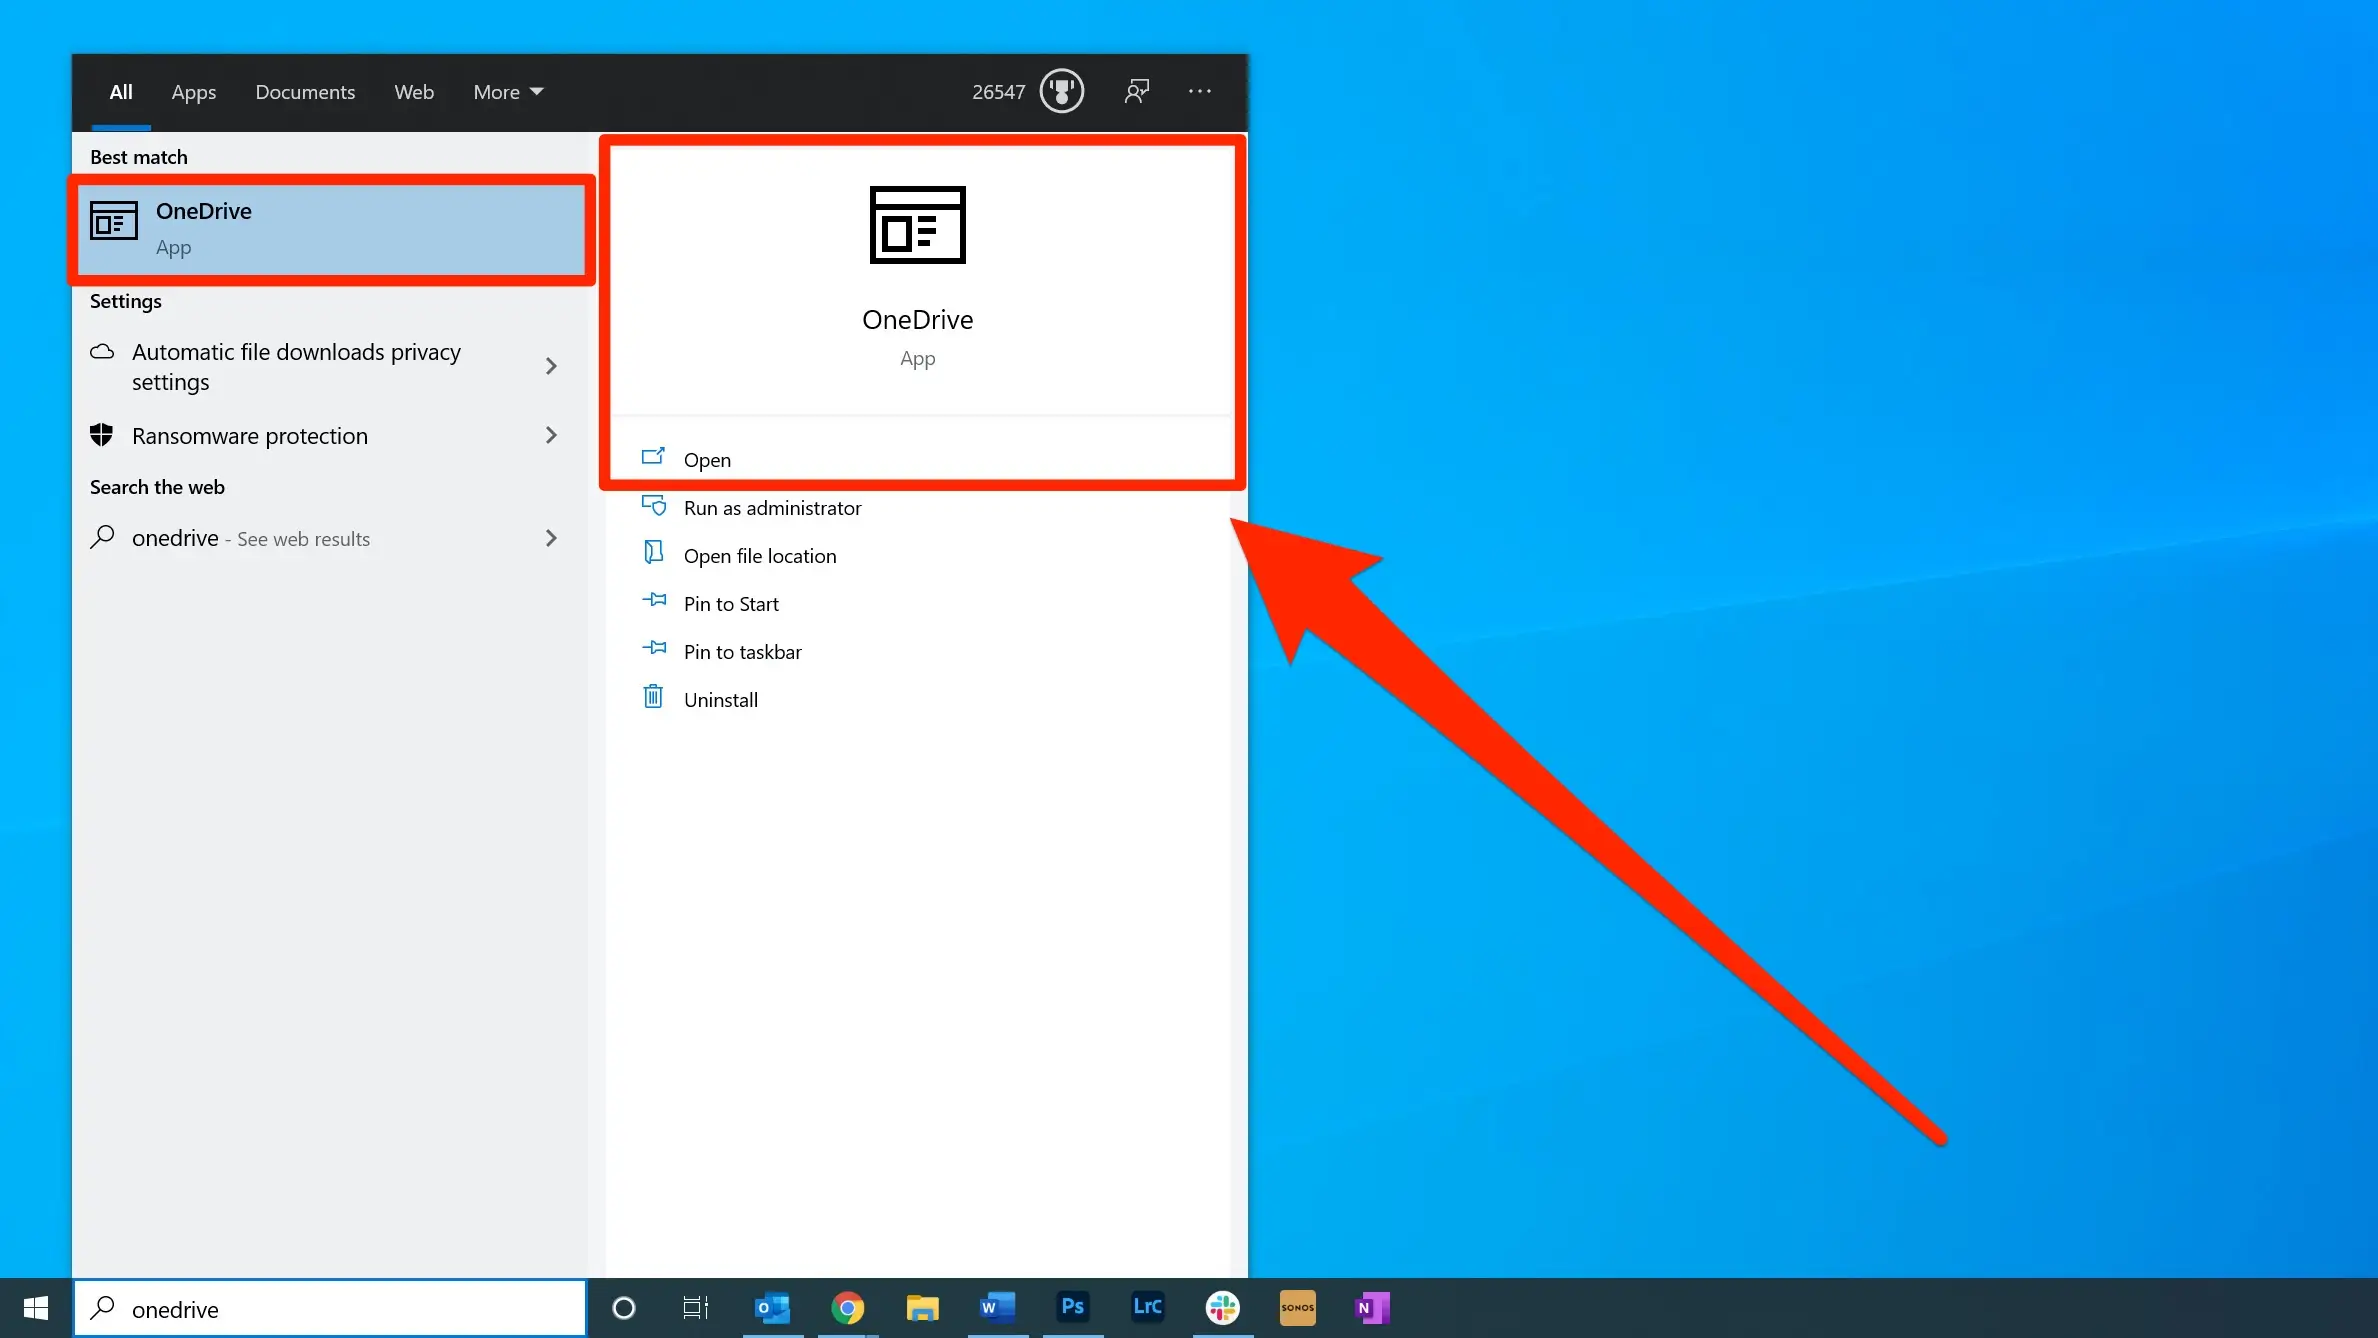 All Apps Documents Web More 26547
Best match
OneDrive
App
Settings
Automatic file downloads privacy
settings
Ransomware protection
Search the web
onedrive - See web results
OneDrive
App
Open
Run as administrator
Open file location
Pin to Start
Pin to taskbar
Uninstall
onedrive
O W Ps LrC SONOS N